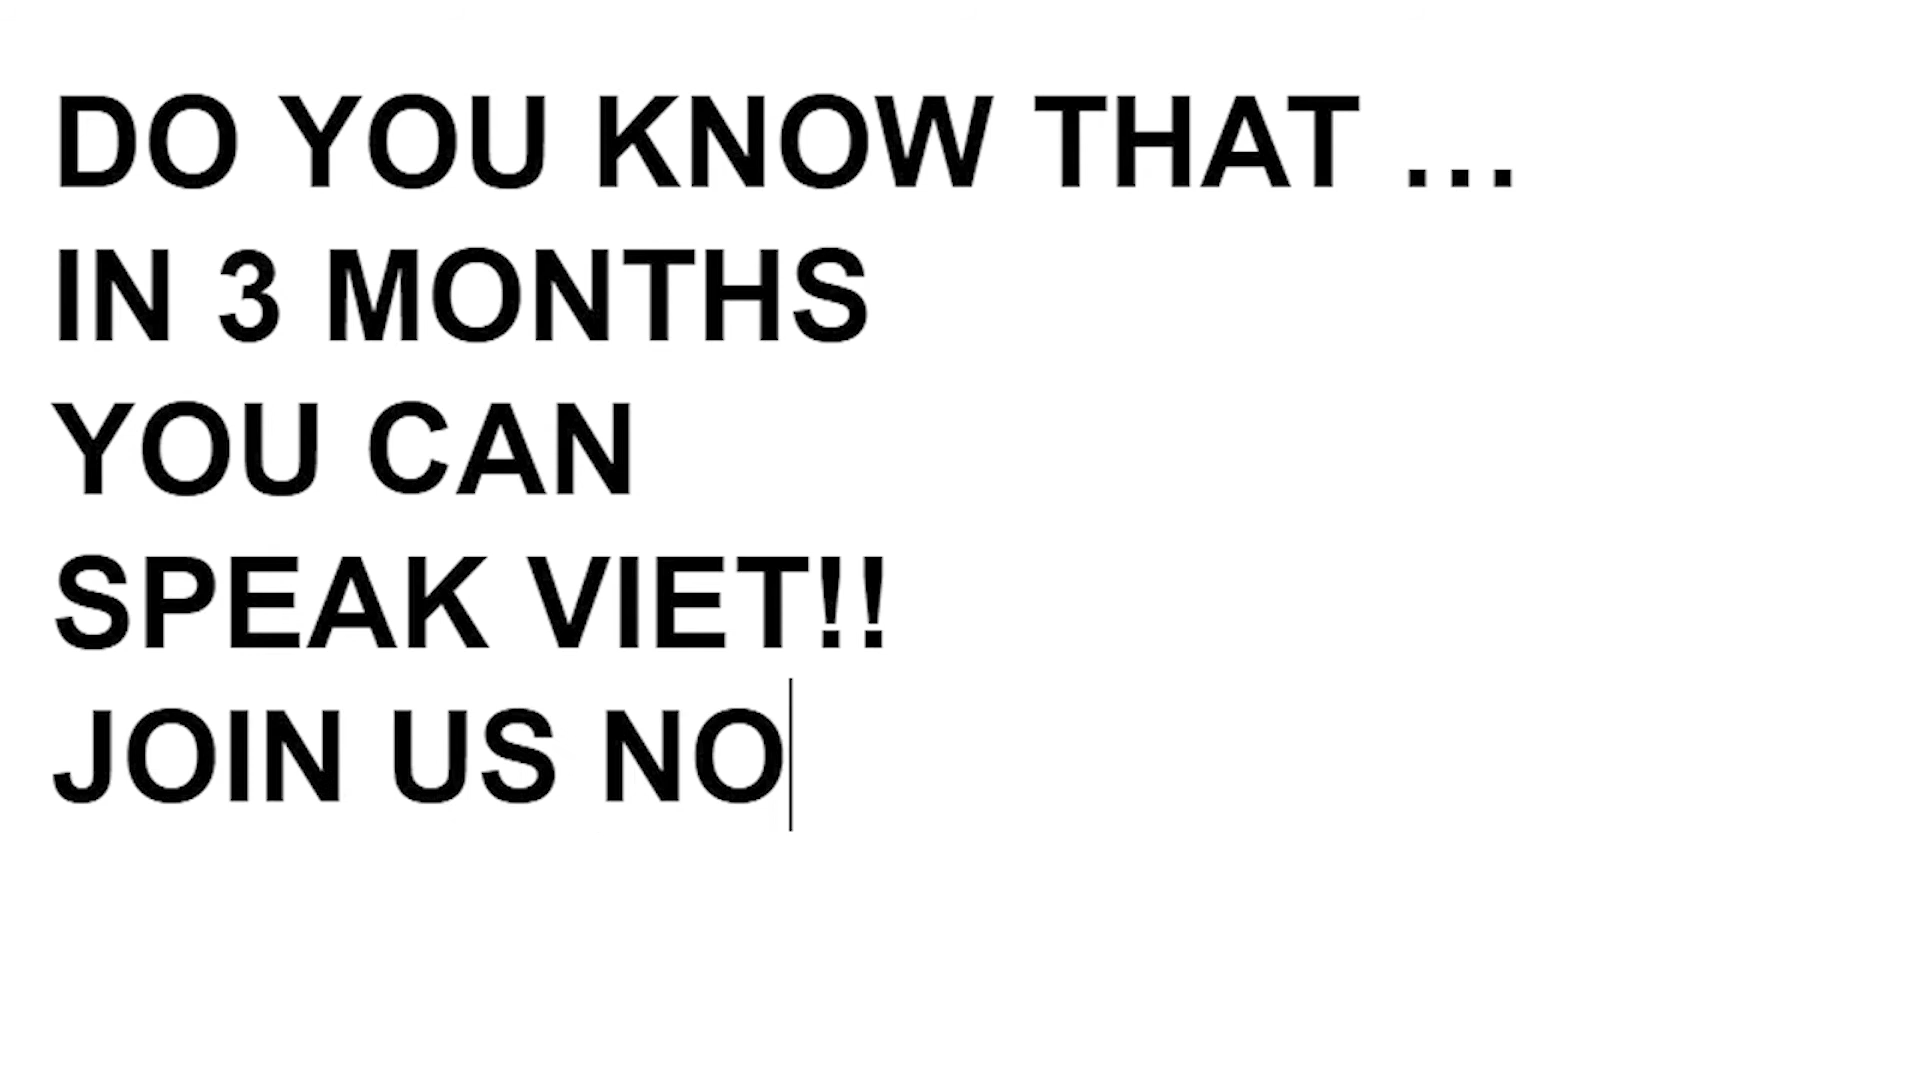 DO YOU KNOW THAT ...
IN 3 MONTHS
YOU CAN
SPEAK VIET!!
JOIN US NO